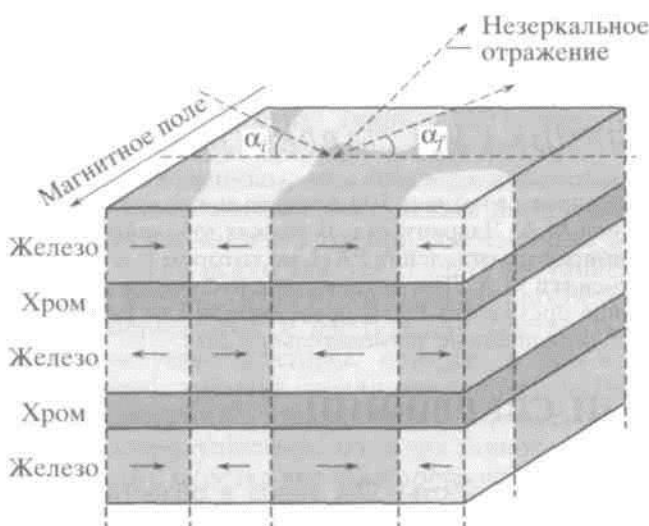 Незеркальное
отражение
Магнитное поле
αi
αf
Железо
Хром
Железо
Хром
Железо